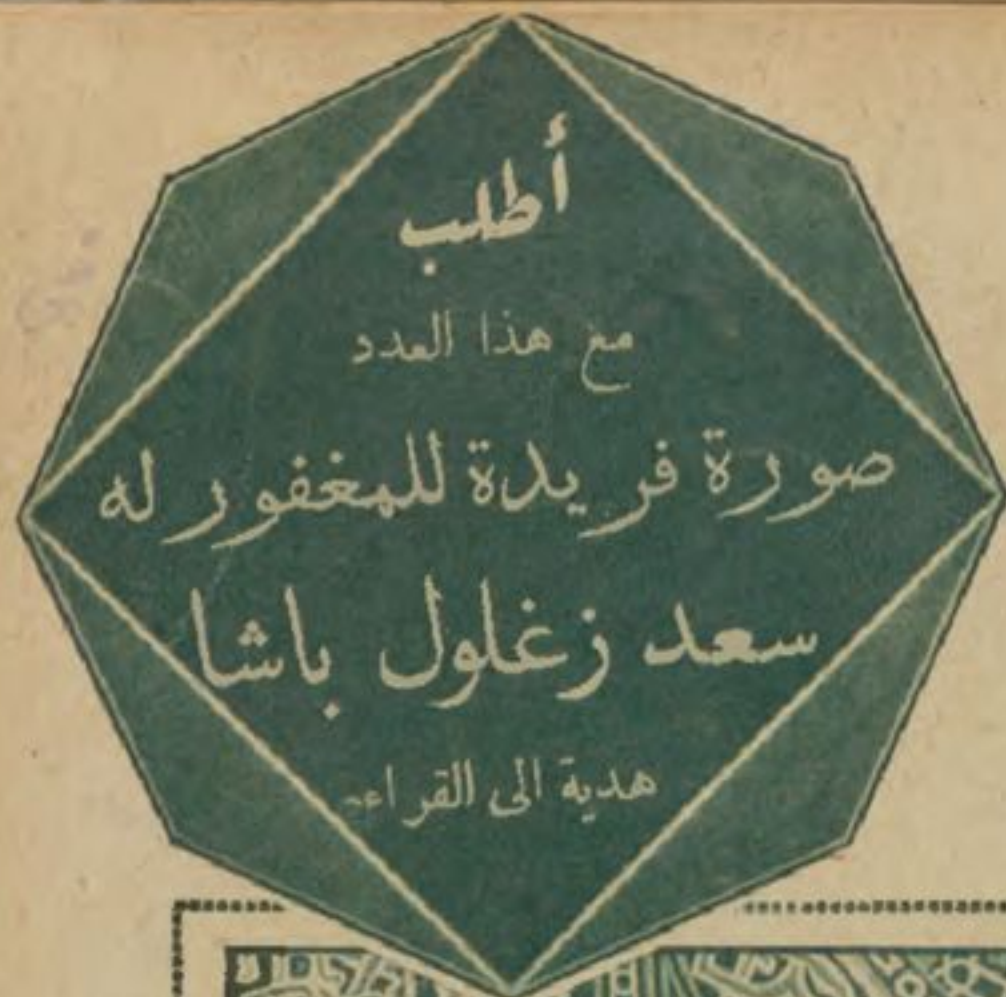 أطلب
مع هذا العدد
صورة فريدة للمغفور له
سعد زغلول باشا
هدية الى القراء